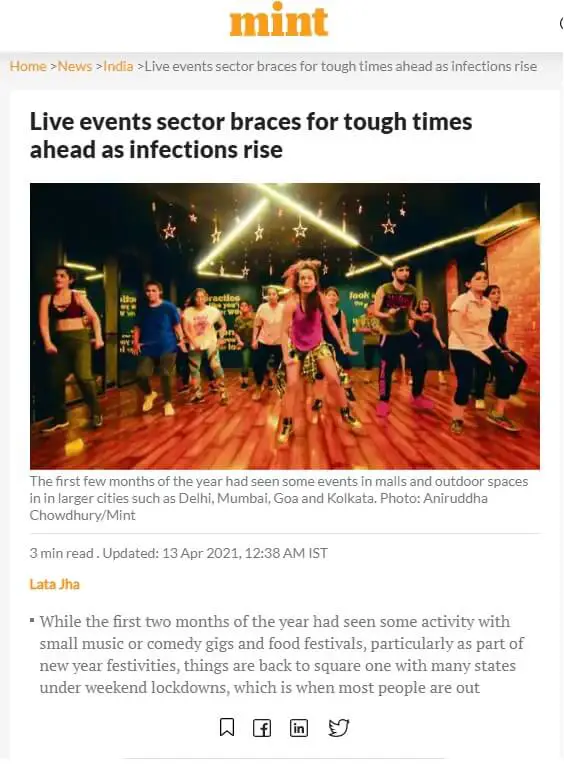 mint
Home >News >India >Live events sector braces for tough times ahead as infections rise
Live events sector braces for tough times
ahead as infections rise
The first few months of the year had seen some events in malls and outdoor spaces
in in larger cities such as Delhi, Mumbai, Goa and Kolkata. Photo: Aniruddha
Chowdhury/Mint
3 min read . Updated: 13 Apr 2021, 12:38 AM IST
Lata Jha
▪ While the first two months of the year had seen some activity with
small music or comedy gigs and food festivals, particularly as part of
new year festivities, things are back to square one with many states
under weekend lockdowns, which is when most people are out